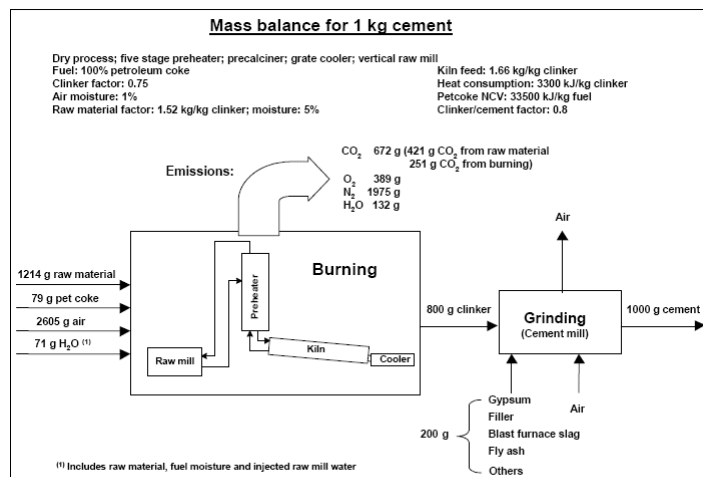 Mass balance for 1 kg cement
Dry process; five stage preheater; precalciner; grate cooler; vertical raw mill
Fuel: 100% petroleum coke
Clinker factor: 0.75
Air moisture: 1%
Raw material factor: 1.52 kg/kg clinker; moisture: 5%
Kiln feed: 1.66 kg/kg clinker
Heat consumption: 3300 kJ/kg clinker
Petcoke NCV: 33500 kJ/kg fuel
Clinker/cement factor: 0.8
Emissions:
CO₂ 672 g (421 g CO₂ from raw material
251 g CO₂ from burning)
O₂ 389 g
N₂ 1975 g
H₂O 132 g
1214 g raw material
79 g pet coke
2605 g air
71 g H₂O ⁽¹⁾
Burning
Preheater
Raw mill
Kiln
Cooler
800 g clinker
Air
Grinding
(Cement mill)
1000 g cement
200 g
Gypsum
Filler
Blast furnace slag
Fly ash
Others
Air
⁽¹⁾ Includes raw material, fuel moisture and injected raw mill water